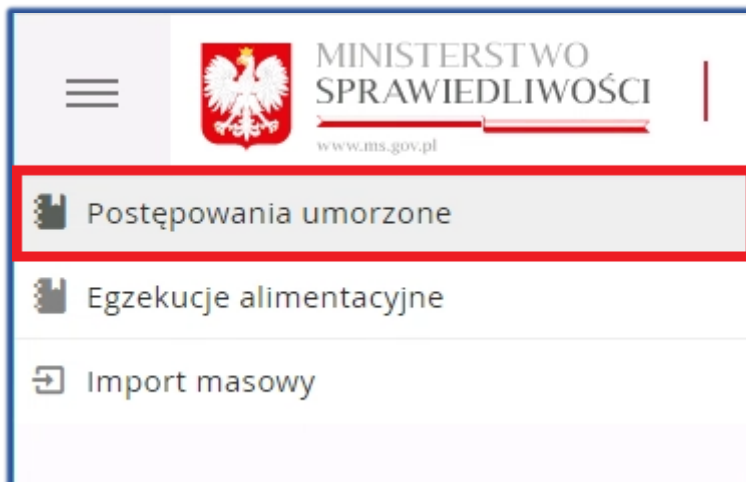 MINISTERSTWO
SPRAWIEDLIWOŚCI
www.ms.gov.pl
Postępowania umorzone
Egzekucje alimentacyjne
Import masowy